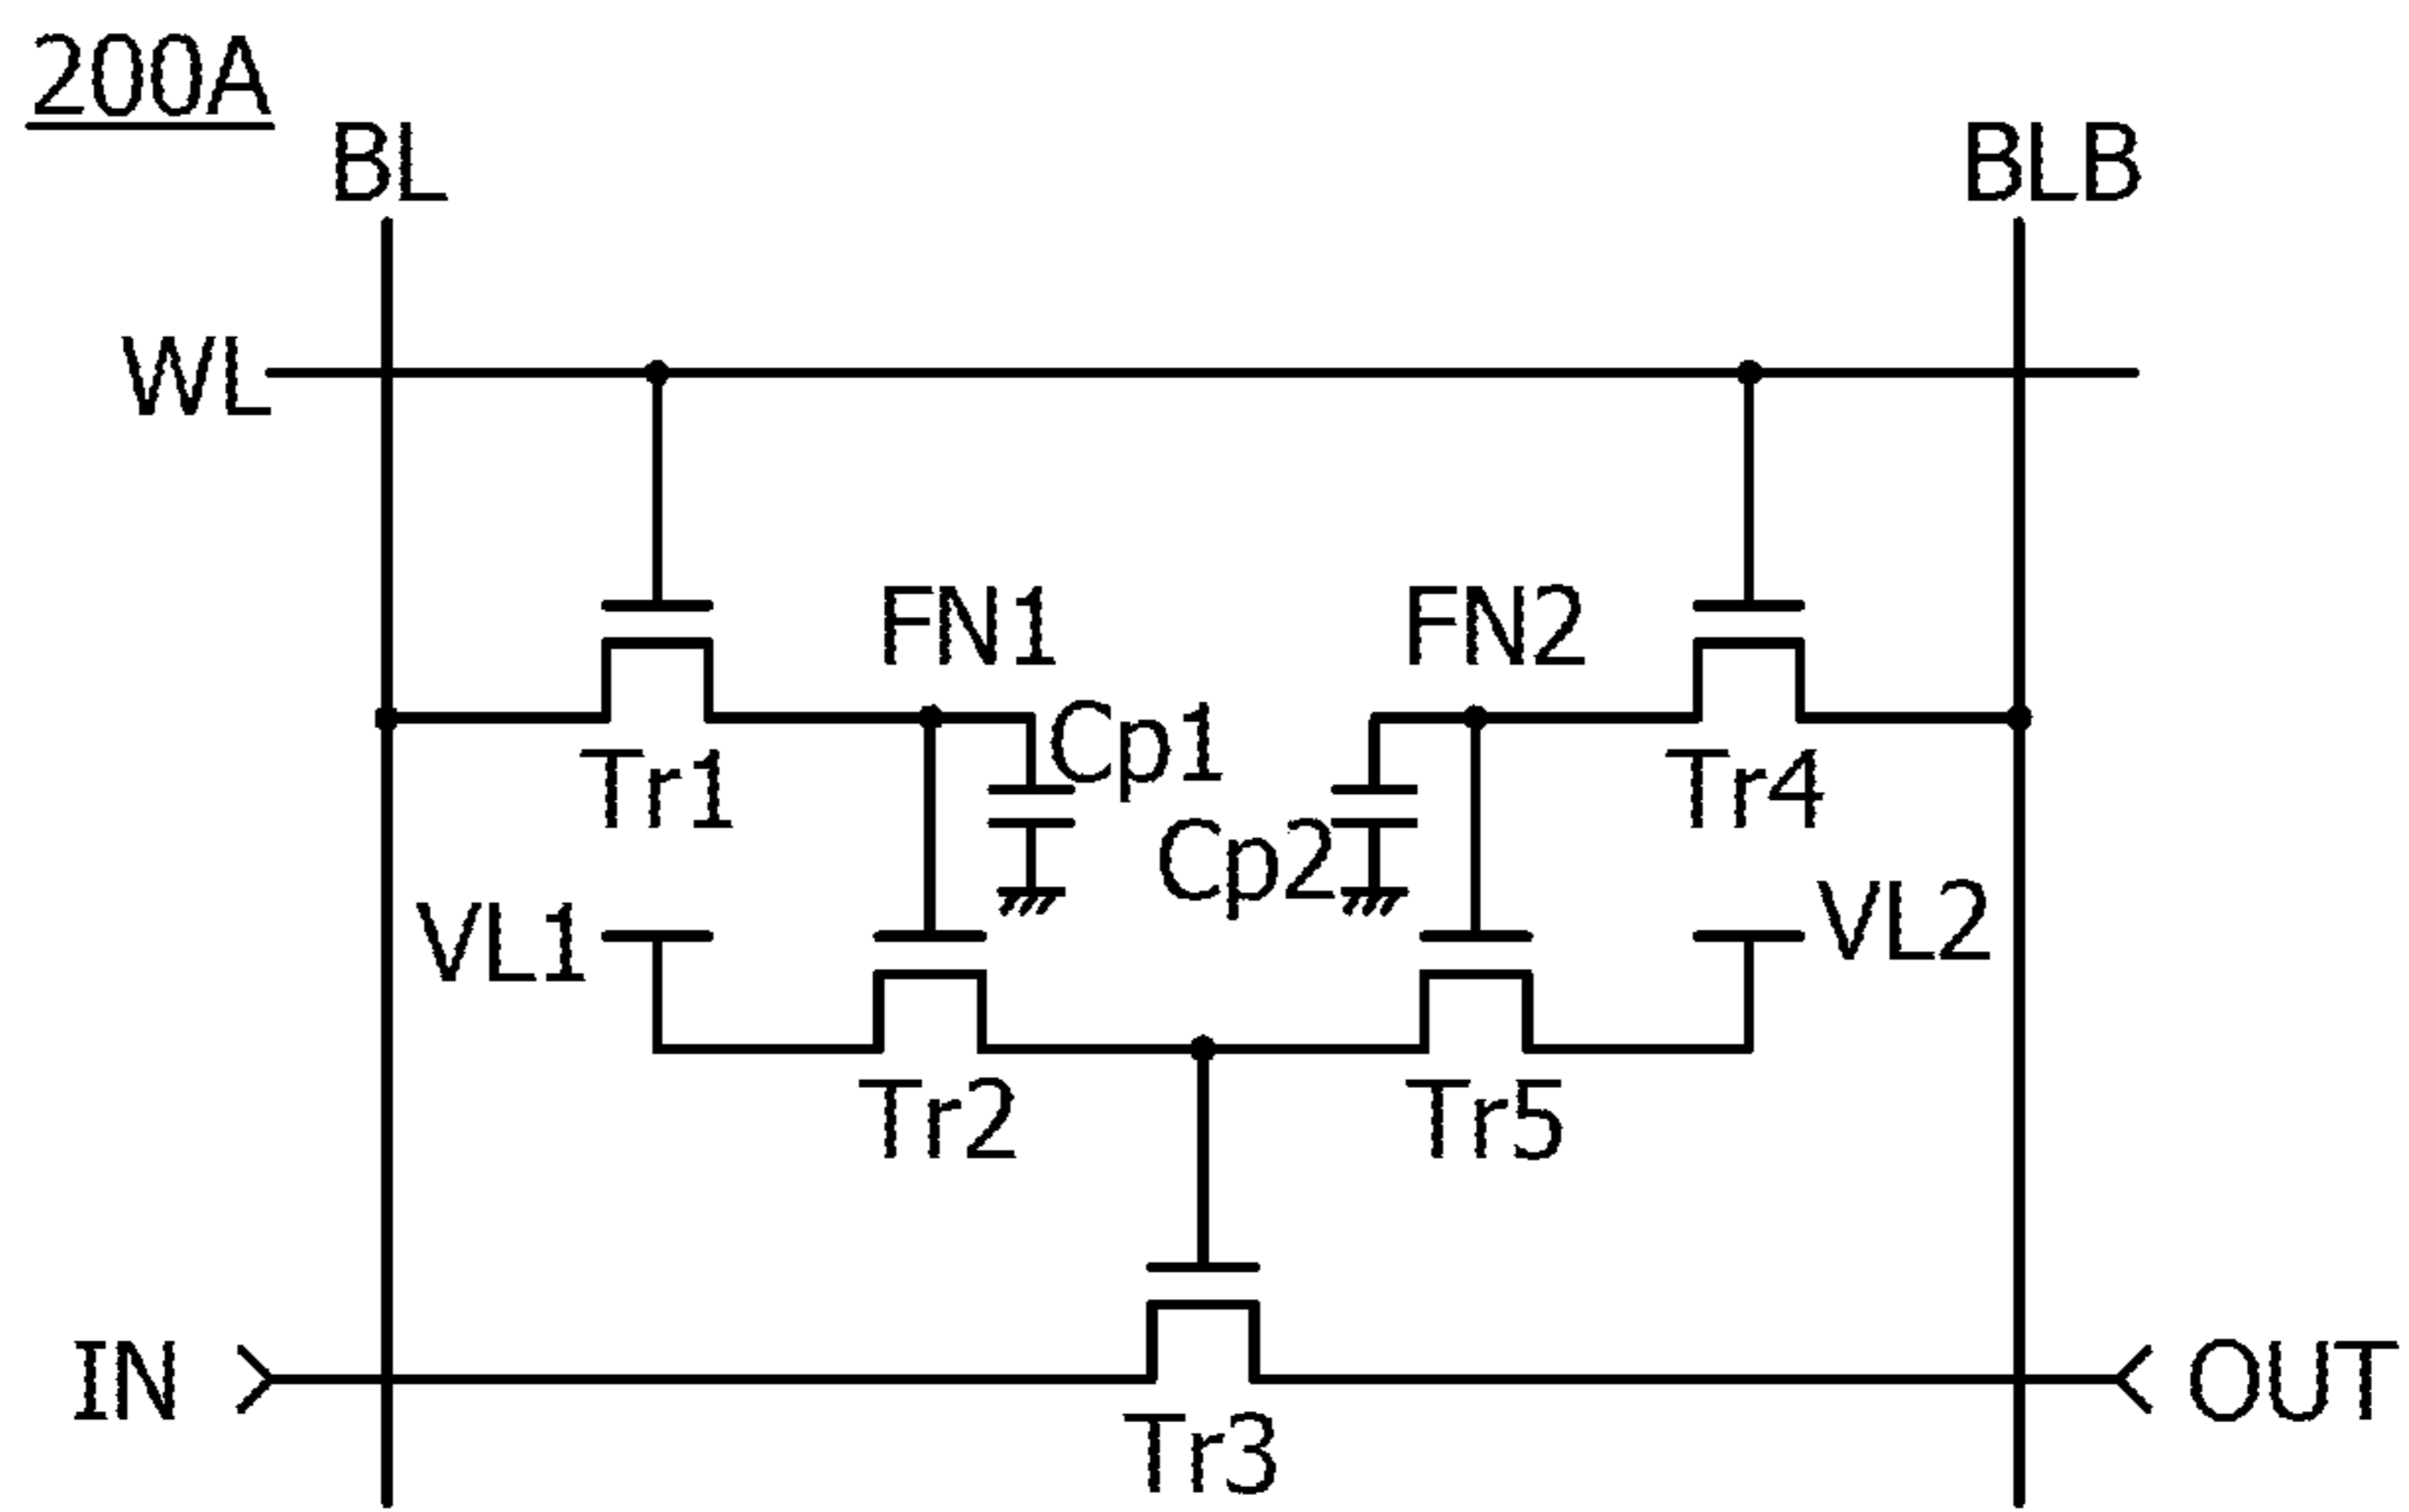 200A
BL
BLB
WL
FN1
FN2
Cp1
Tr1
Tr4
Cp2
VL1
VL2
Tr2
Tr5
IN
OUT
Tr3